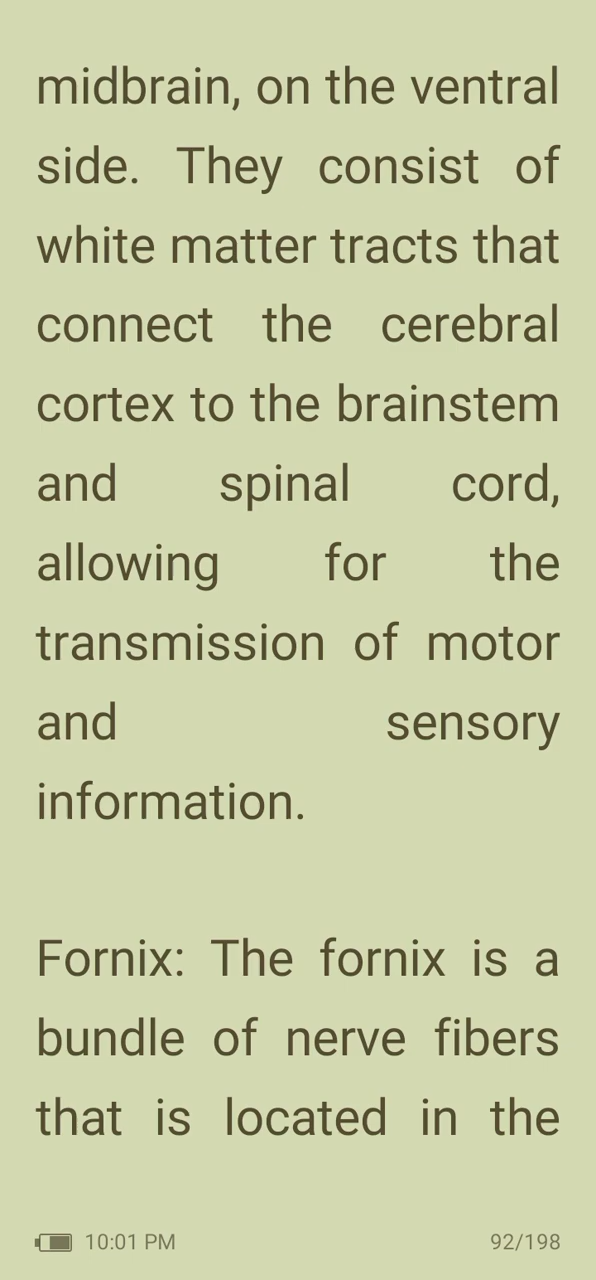 midbrain, on the ventral
side. They consist of
white matter tracts that
connect the cerebral
cortex to the brainstem
and spinal cord,
allowing for the
transmission of motor
and sensory
information.
Fornix: The fornix is a
bundle of nerve fibers
that is located in the
10:01 PM 92/198